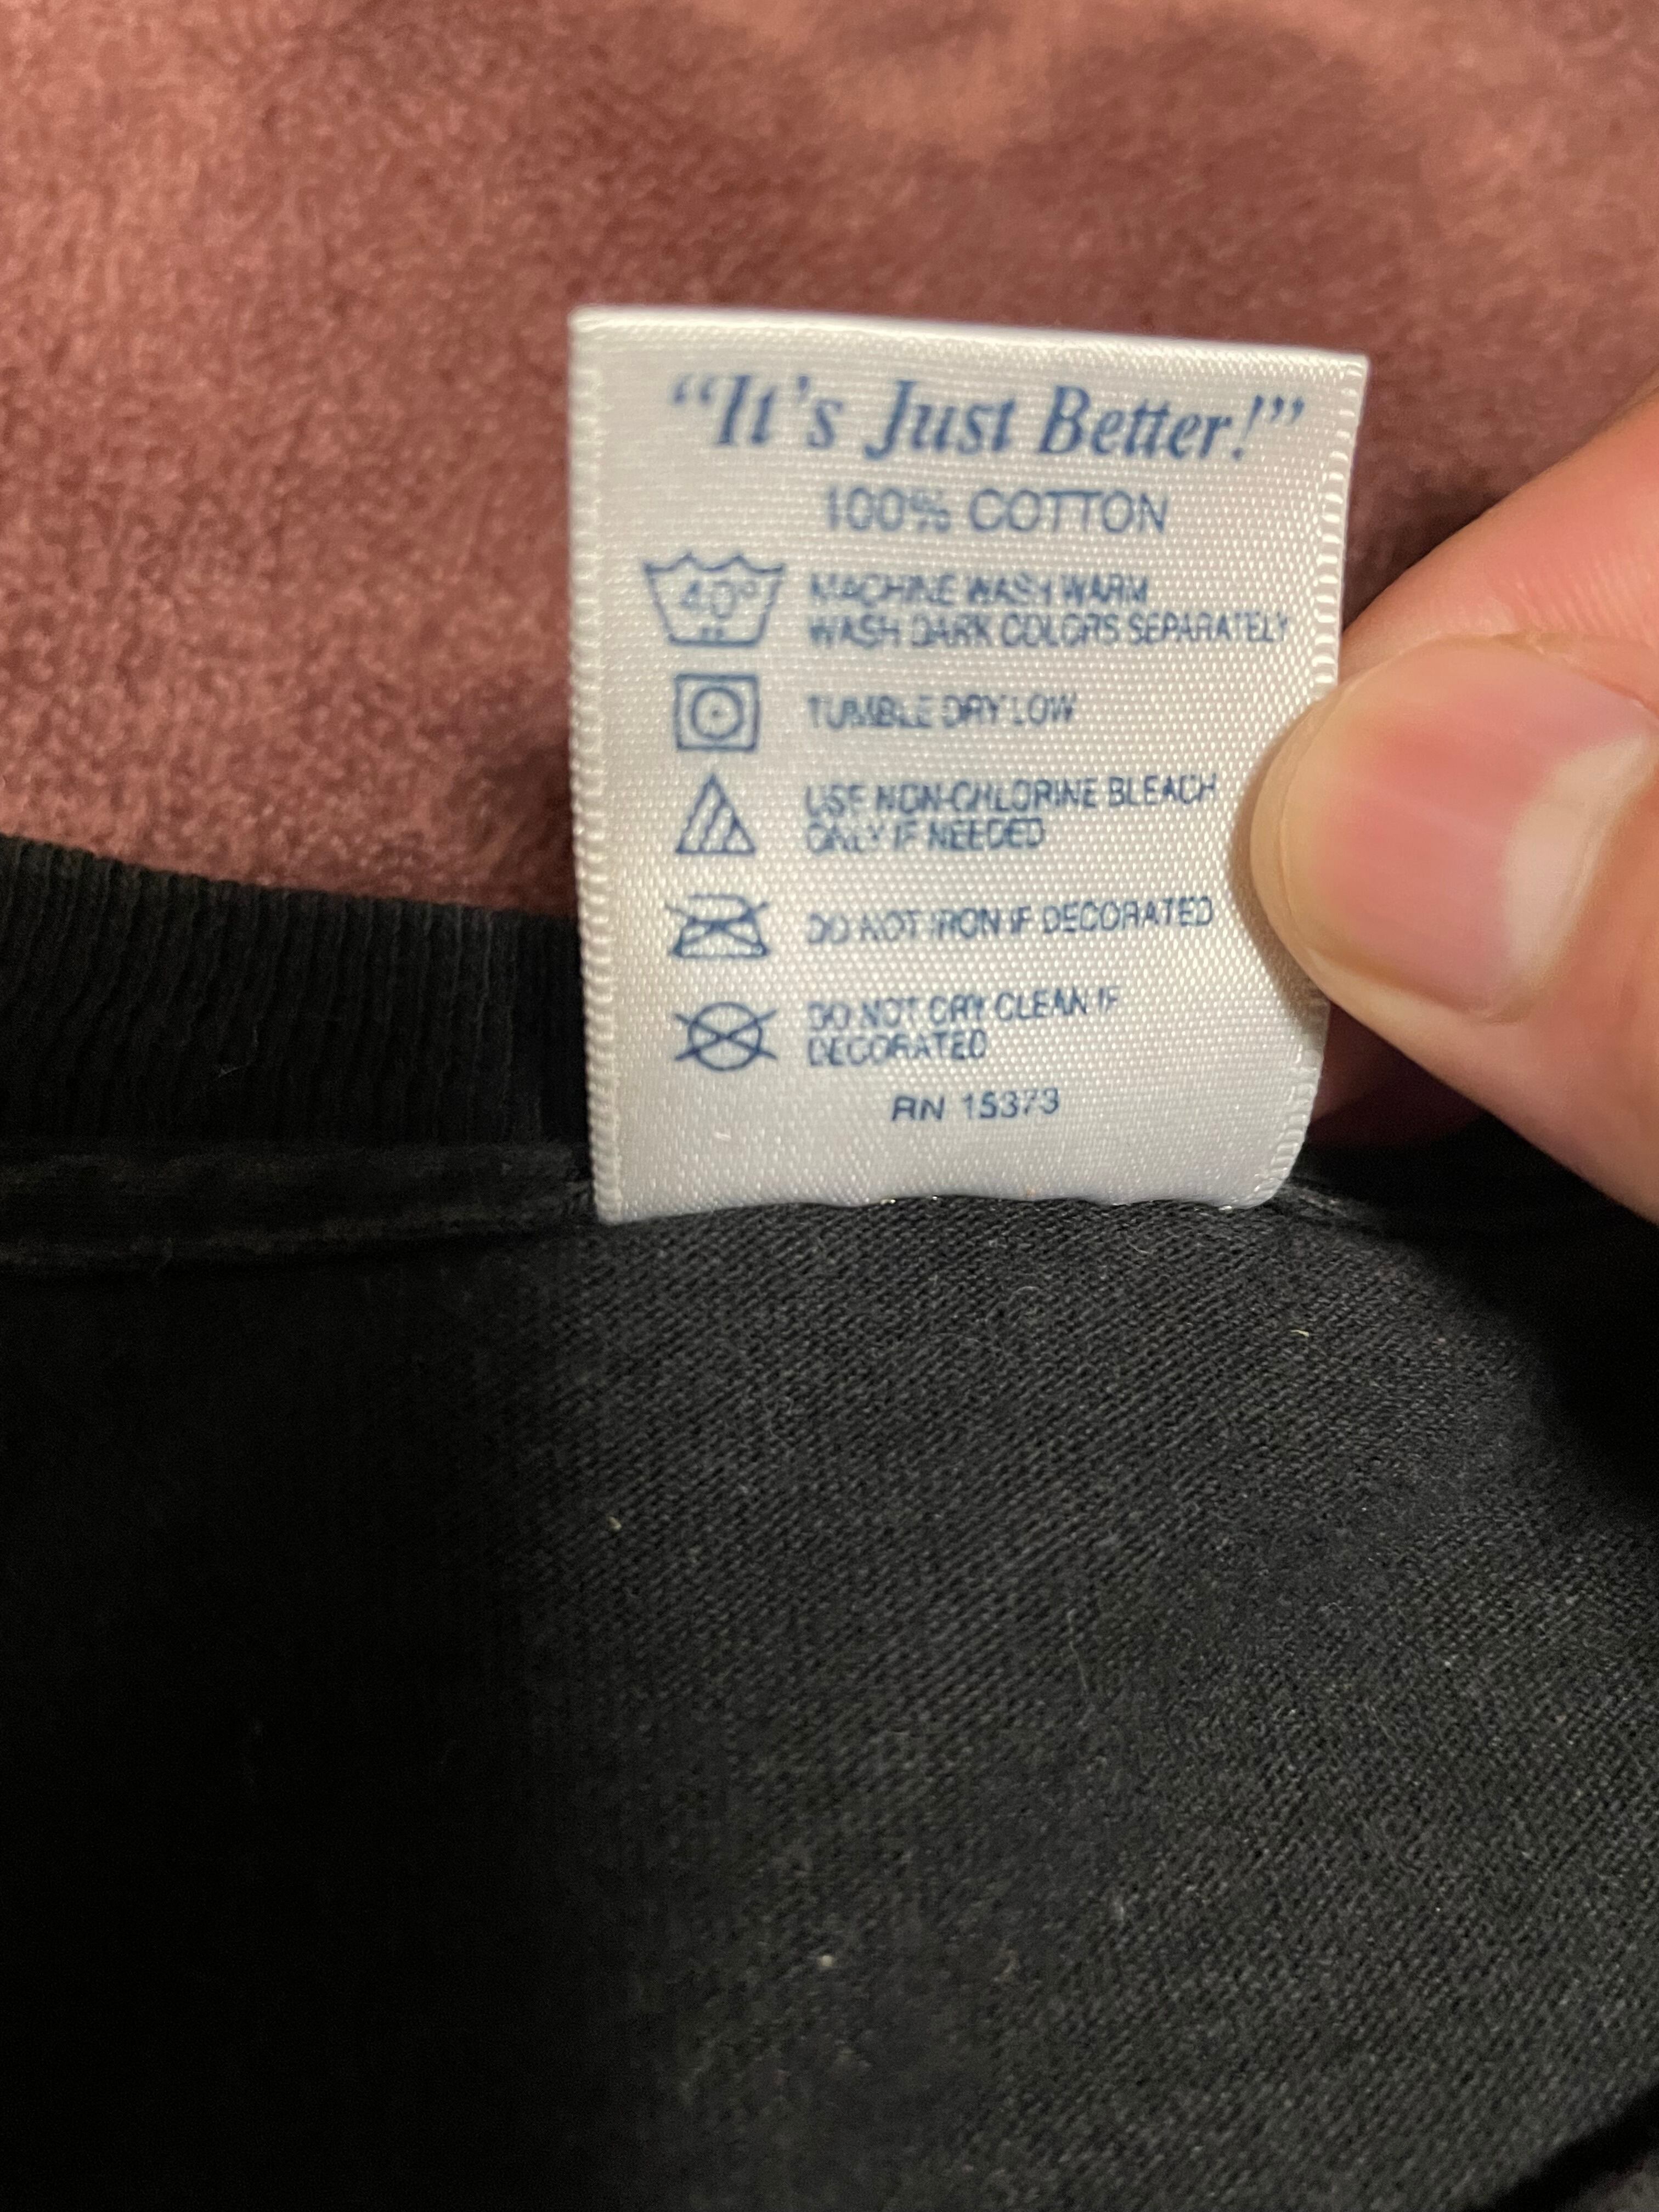 “It's Just Better!”
100% COTTON
40°
MACHINE WASH WARM
WASH DARK COLORS SEPARATELY
TUMBLE DRY LOW
USE NON-CHLORINE BLEACH
ONLY IF NEEDED
DO NOT IRON IF DECORATED
DO NOT DRY CLEAN IF
DECORATED
RN 15373